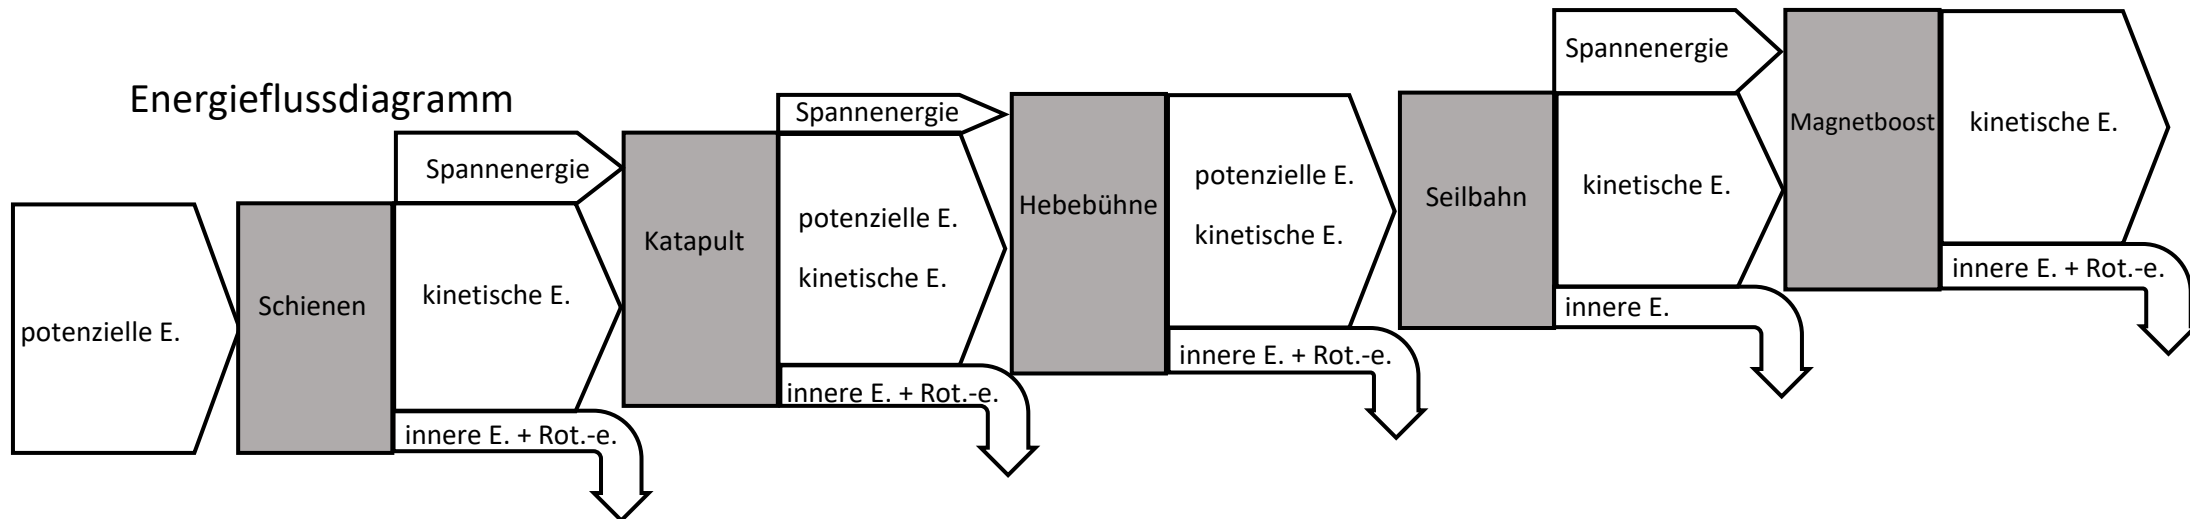 Energieflussdiagramm
potenzielle E.
Schienen
Spannenergie
kinetische E.
innere E. + Rot.-e.
Katapult
Spannenergie
potenzielle E.
kinetische E.
innere E. + Rot.-e.
Hebebühne
potenzielle E.
kinetische E.
innere E. + Rot.-e.
Seilbahn
Spannenergie
kinetische E.
innere E.
Magnetboost
kinetische E.
innere E. + Rot.-e.